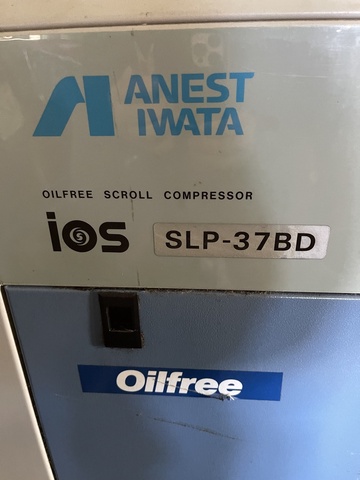 ANEST
IWATA
OILFREE SCROLL COMPRESSOR
ios SLP-37BD
Oilfree